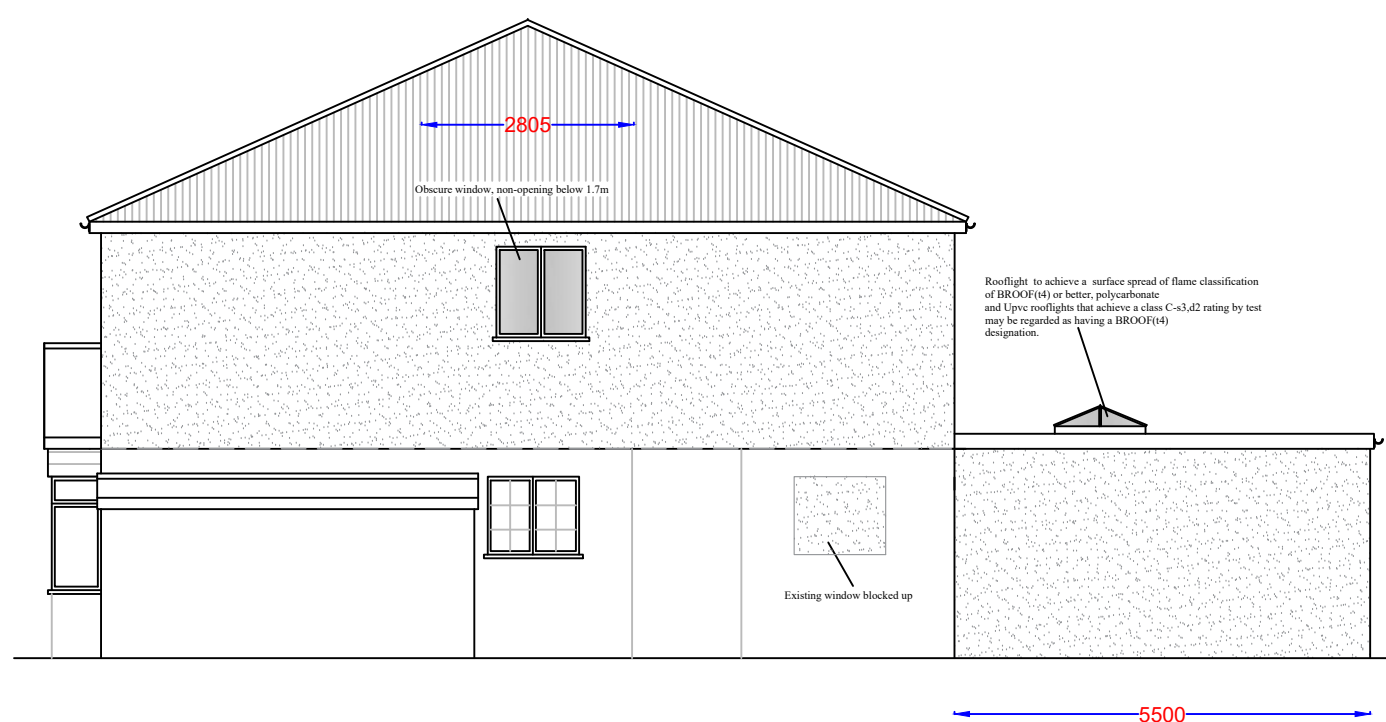 2805
Obscure window, non-opening below 1.7m
Rooflight to achieve a surface spread of flame classification
of BROOF(t4) or better, polycarbonate
and Upvc rooflights that achieve a class C-s3,d2 rating by test
may be regarded as having a BROOF(t4)
designation.
Existing window blocked up
5500